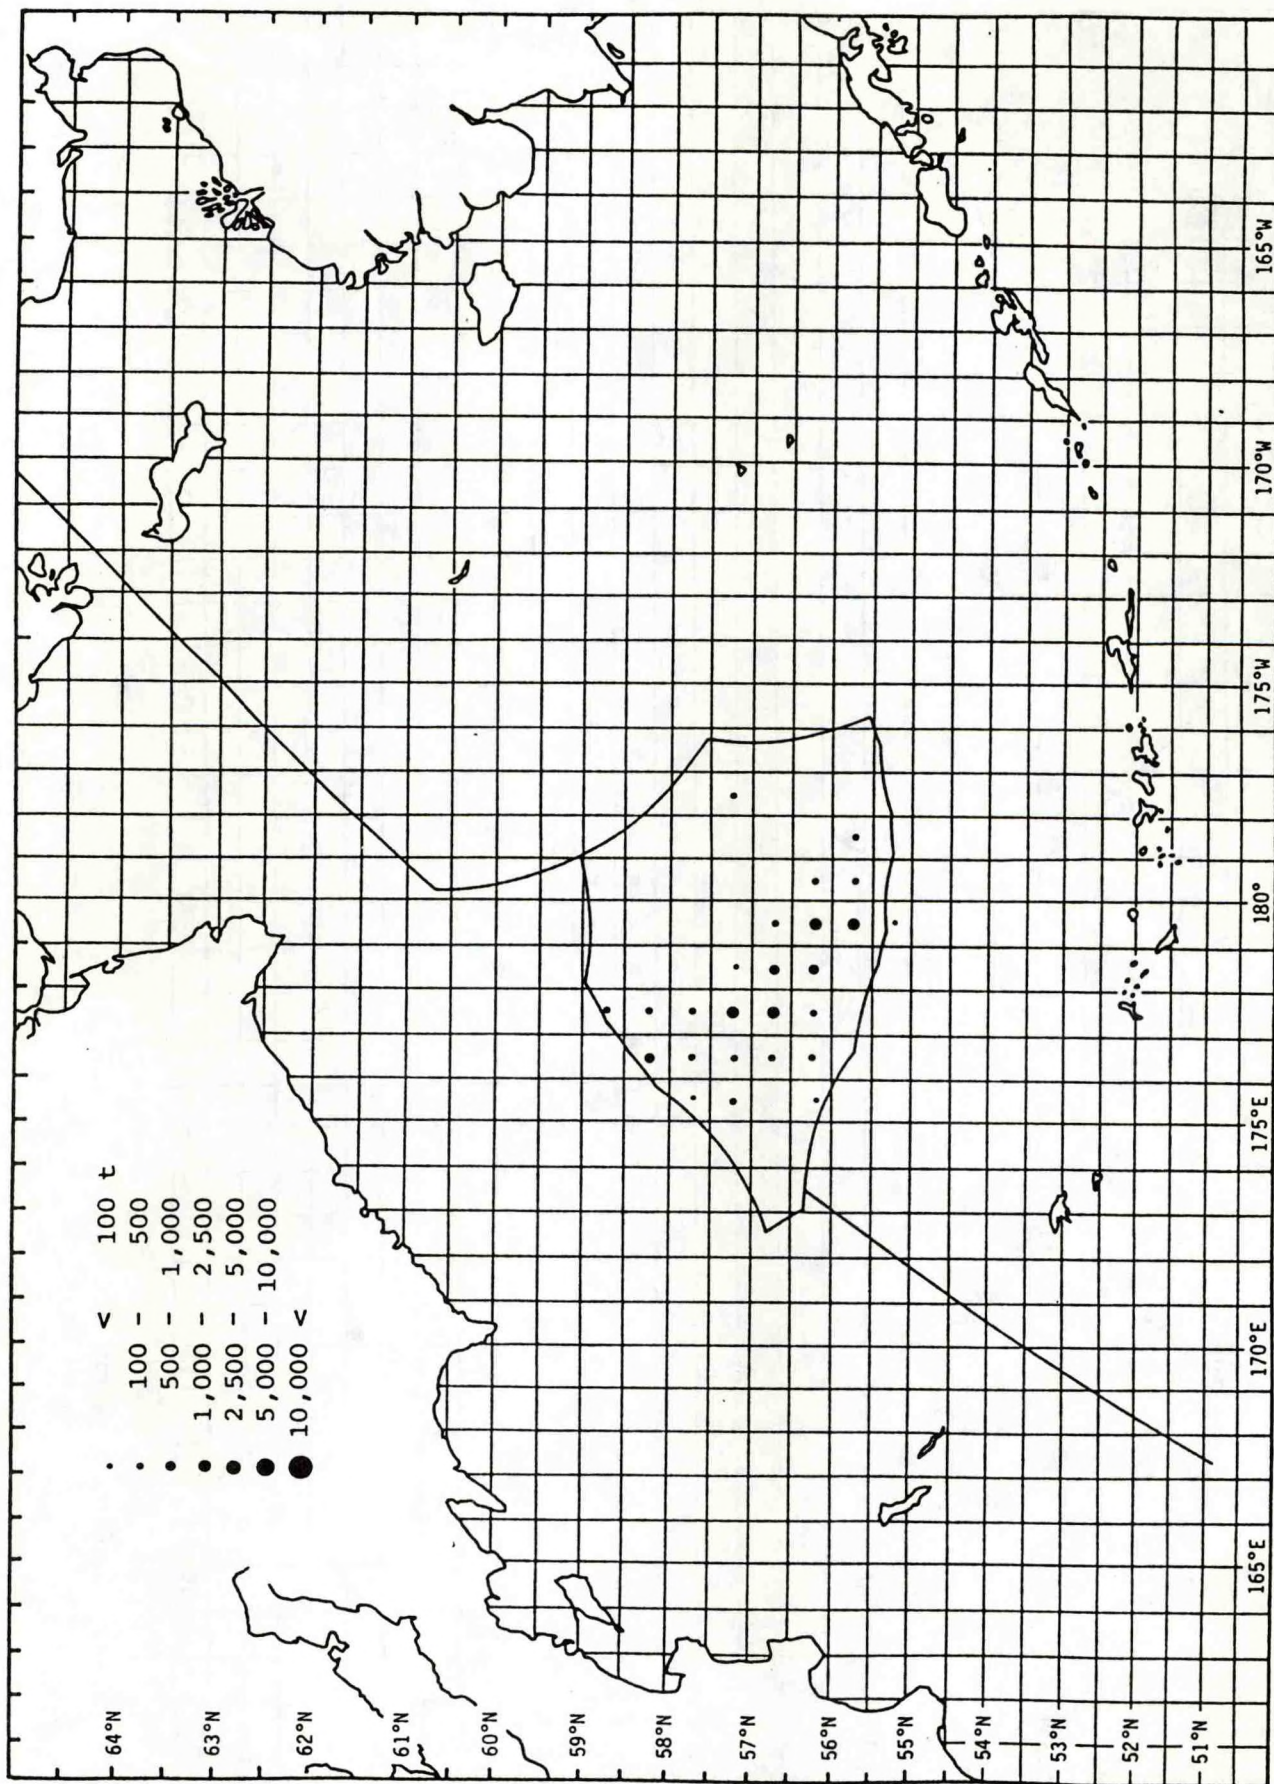 < 100 t
100 - 500
500 - 1,000
1,000 - 2,500
2,500 - 5,000
5,000 - 10,000
10,000 <
64°N
63°N
62°N
61°N
60°N
59°N
58°N
57°N
56°N
55°N
54°N
53°N
52°N
51°N
165°E
170°E
175°E
180°
175°W
170°W
165°W